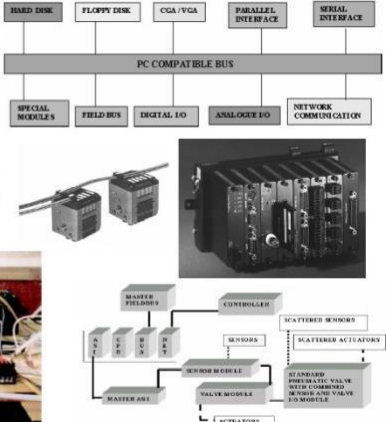 HARD DISK
FLOPPY DISK
CGA / VGA
PARALLEL
INTERFACE
SERIAL
INTERFACE
PC COMPATIBLE BUS
SPECIAL
MODULES
FIELD BUS
DIGITAL I/O
ANALOGUE I/O
NETWORK
COMMUNICATION
MASTER
FIELDBUS
CONTROLLER
SCATTERED SENSORS
SENSORS
SCATTERED ACTUATORS
SENSOR MODULE
MASTER ASI
VALVE MODULE
STANDARD
PNEUMATIC VALVE
WITH COMBINED
SENSOR AND VALVE
I/O MODULE
ACTUATORS